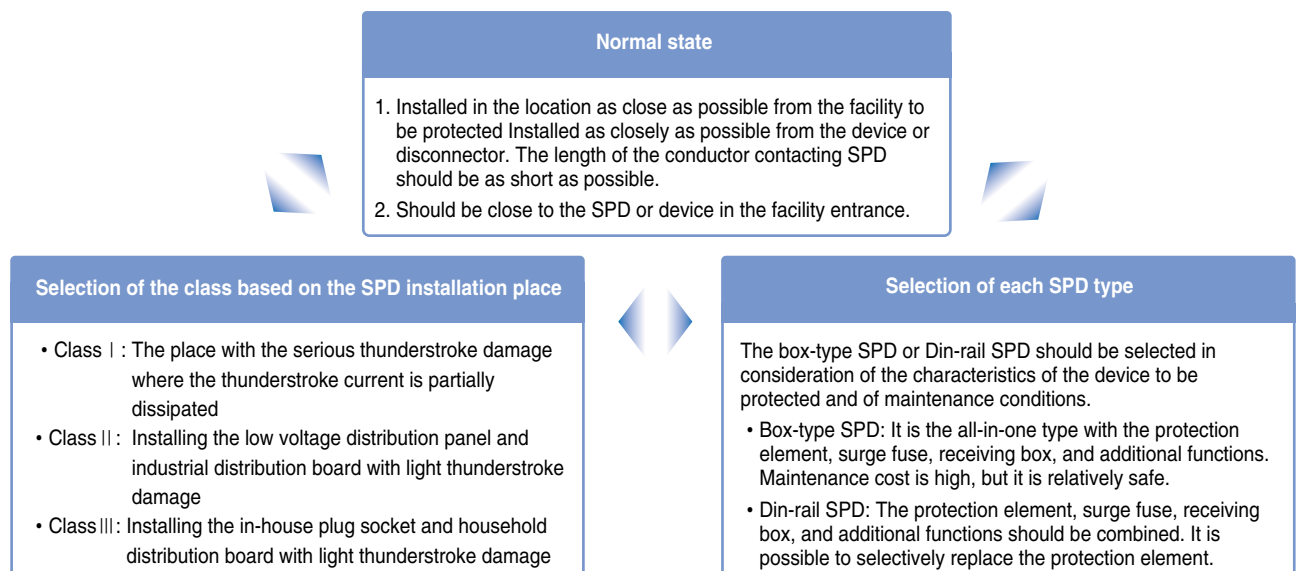 Normal state
1. Installed in the location as close as possible from the facility to
be protected Installed as closely as possible from the device or
disconnector. The length of the conductor contacting SPD
should be as short as possible.
2. Should be close to the SPD or device in the facility entrance.
Selection of the class based on the SPD installation place
• Class Ⅰ : The place with the serious thunderstroke damage
where the thunderstroke current is partially
dissipated
• Class Ⅱ : Installing the low voltage distribution panel and
industrial distribution board with light thunderstroke
damage
• Class Ⅲ : Installing the in-house plug socket and household
distribution board with light thunderstroke damage
Selection of each SPD type
The box-type SPD or Din-rail SPD should be selected in
consideration of the characteristics of the device to be
protected and of maintenance conditions.
• Box-type SPD: It is the all-in-one type with the protection
element, surge fuse, receiving box, and additional functions.
Maintenance cost is high, but it is relatively safe.
• Din-rail SPD: The protection element, surge fuse, receiving
box, and additional functions should be combined. It is
possible to selectively replace the protection element.